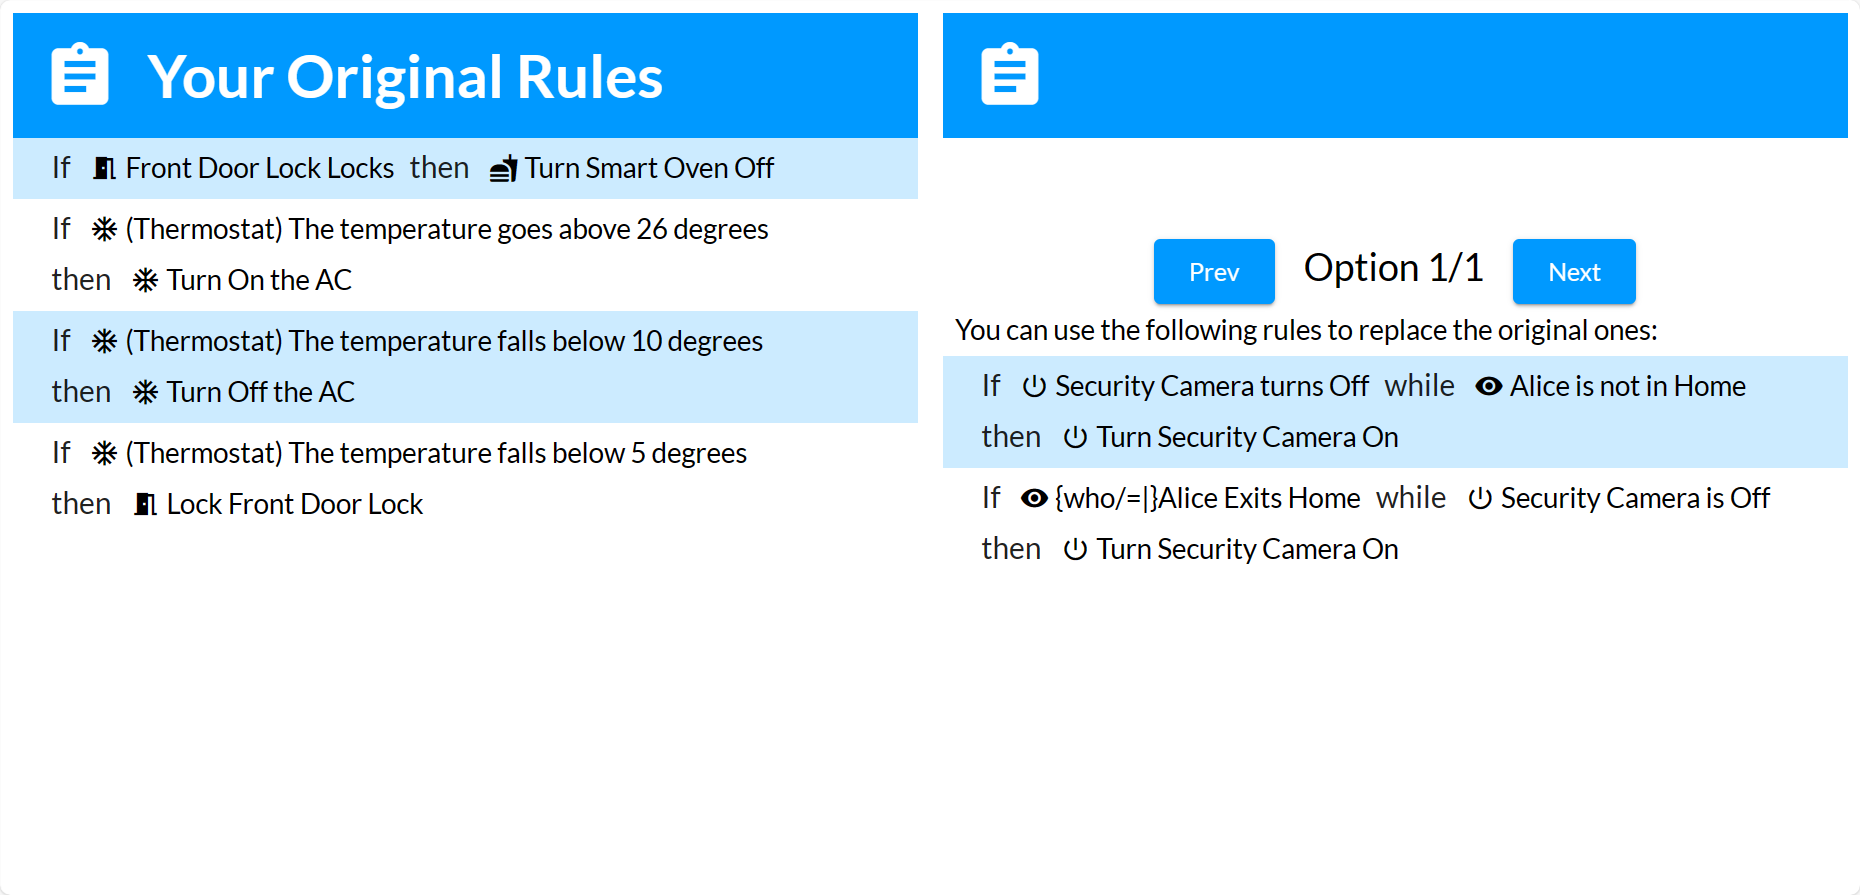 Your Original Rules
If Front Door Lock Locks then Turn Smart Oven Off
If (Thermostat) The temperature goes above 26 degrees
then Turn On the AC
If (Thermostat) The temperature falls below 10 degrees
then Turn Off the AC
If (Thermostat) The temperature falls below 5 degrees
then Lock Front Door Lock
Prev Option 1/1 Next
You can use the following rules to replace the original ones:
If Security Camera turns Off while Alice is not in Home
then Turn Security Camera On
If {who/=|}Alice Exits Home while Security Camera is Off
then Turn Security Camera On